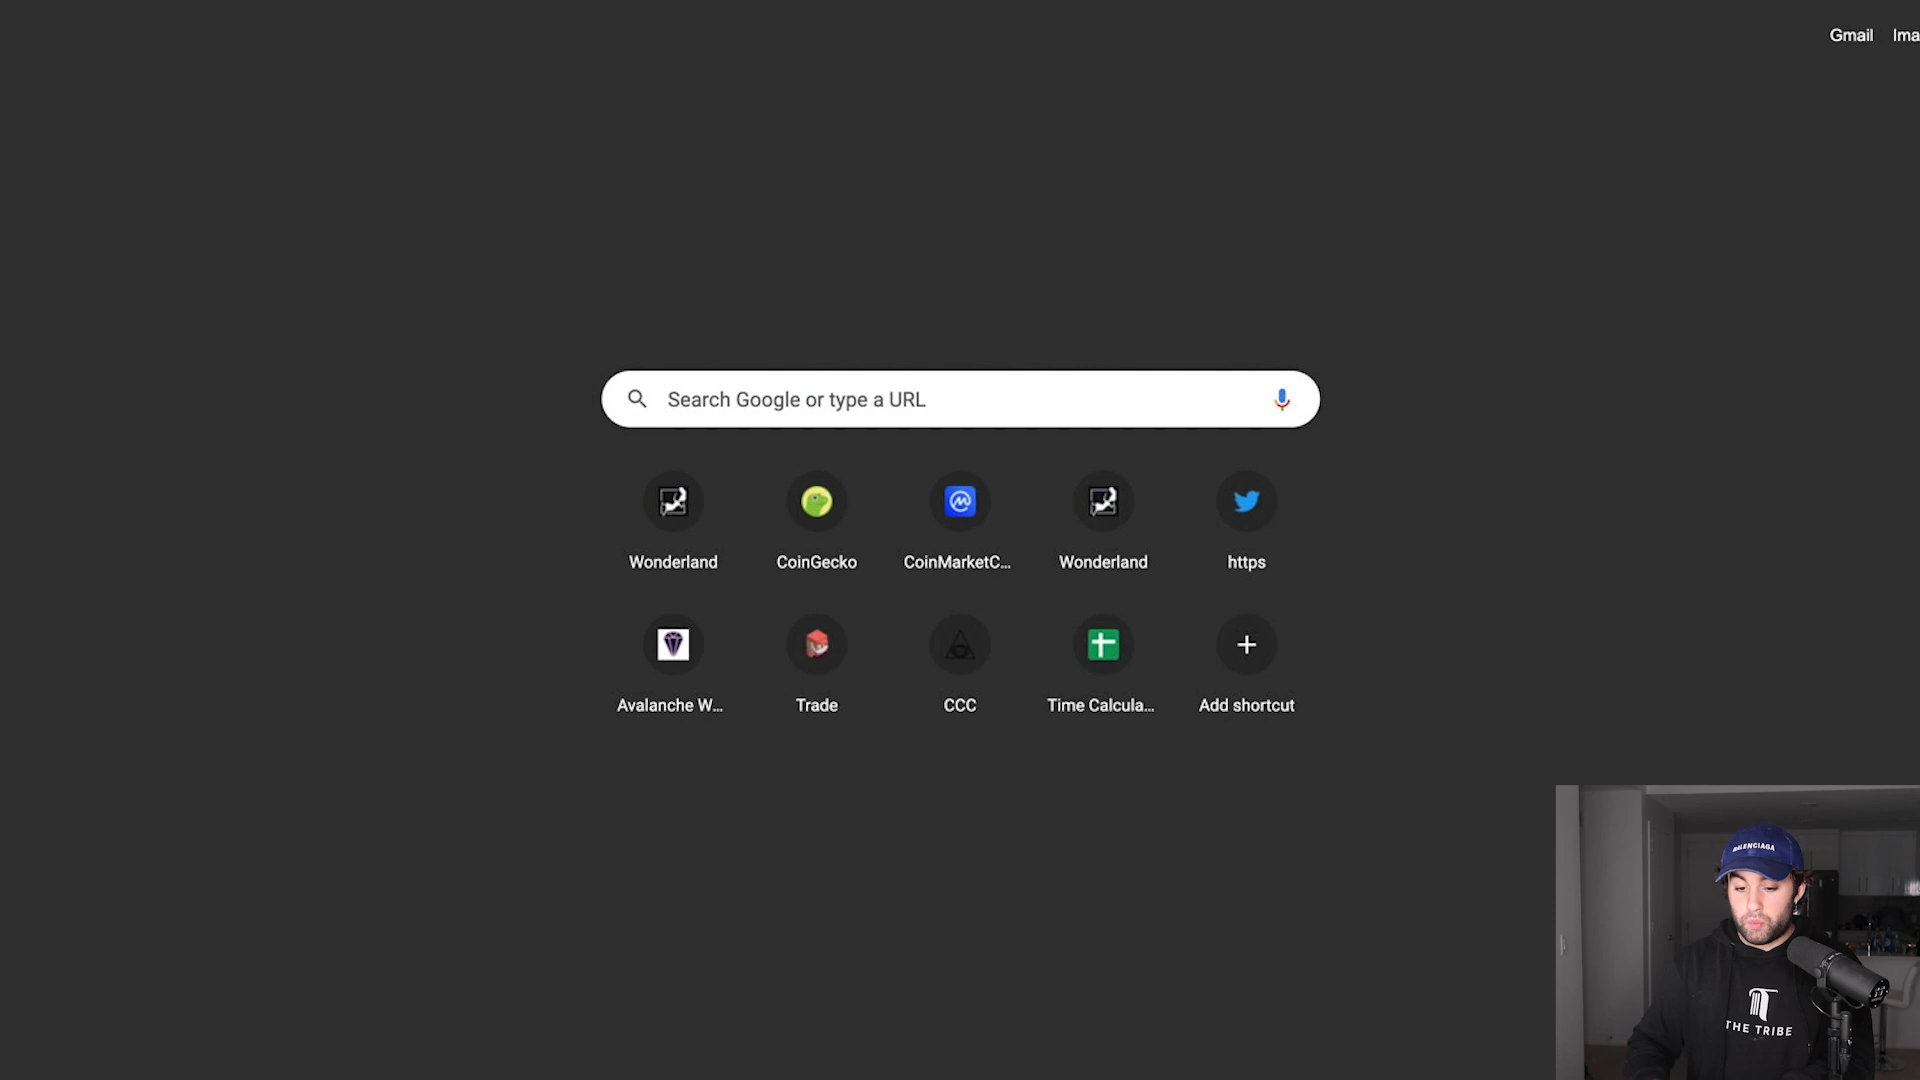 Gmail Ima
Search Google or type a URL
Wonderland
CoinGecko
CoinMarketC...
Wonderland
https
Avalanche W...
Trade
CCC
Time Calcula...
Add shortcut
BALENCIAGA
THE TRIBE